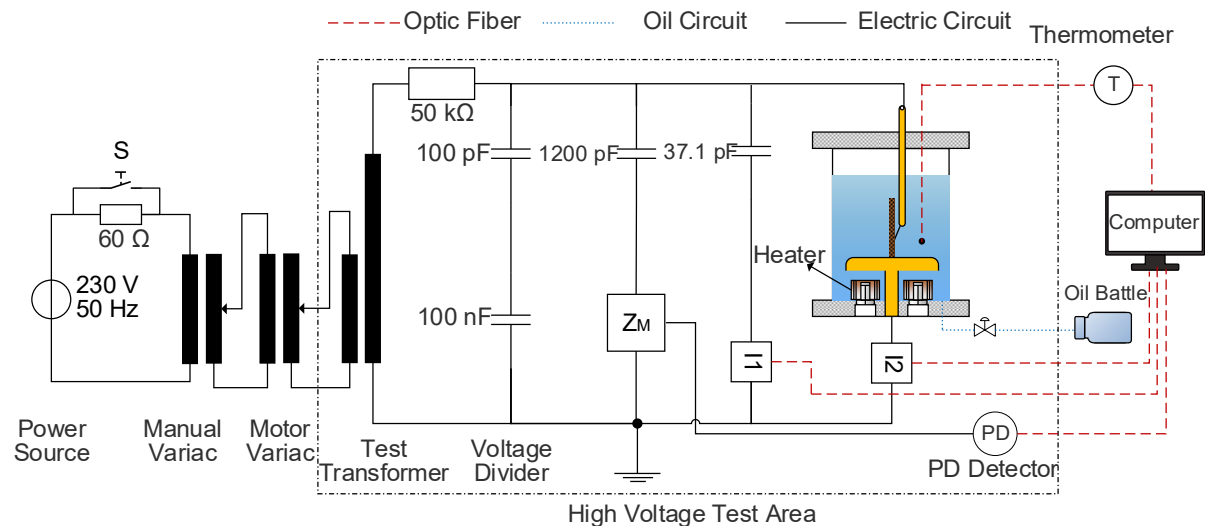 Optic Fiber
Oil Circuit
Electric Circuit
Thermometer
T
50 kΩ
S
100 pF
1200 pF
37.1 pF
60 Ω
Computer
Heater
230 V
50 Hz
Oil Battle
100 nF
ZM
I1
I2
Power
Source
Manual
Variac
Motor
Variac
Test
Transformer
Voltage
Divider
PD
PD Detector
High Voltage Test Area